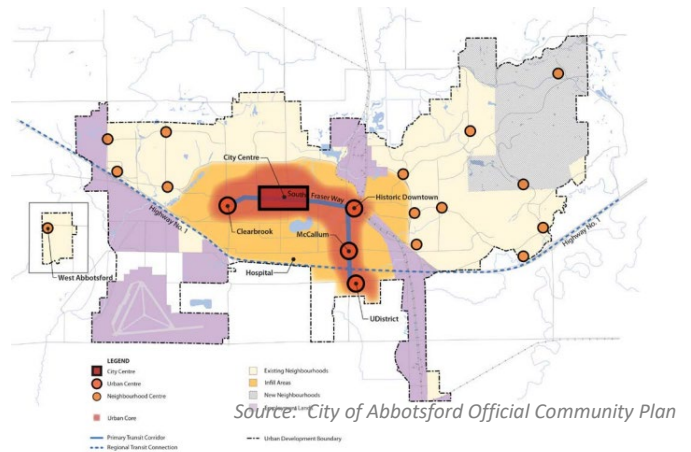 City Centre
South Fraser Way
Historic Downtown
Clearbrook
McCallum
Highway No. 1
Highway No. 1
Hospital
West Abbotsford
UDistrict
LEGEND
City Centre
Urban Centre
Neighbourhood Centre
Urban Core
Primary Transit Corridor
Regional Transit Connection
Existing Neighbourhoods
Infill Areas
New Neighbourhoods
Urban Development Boundary
Source: City of Abbotsford Official Community Plan